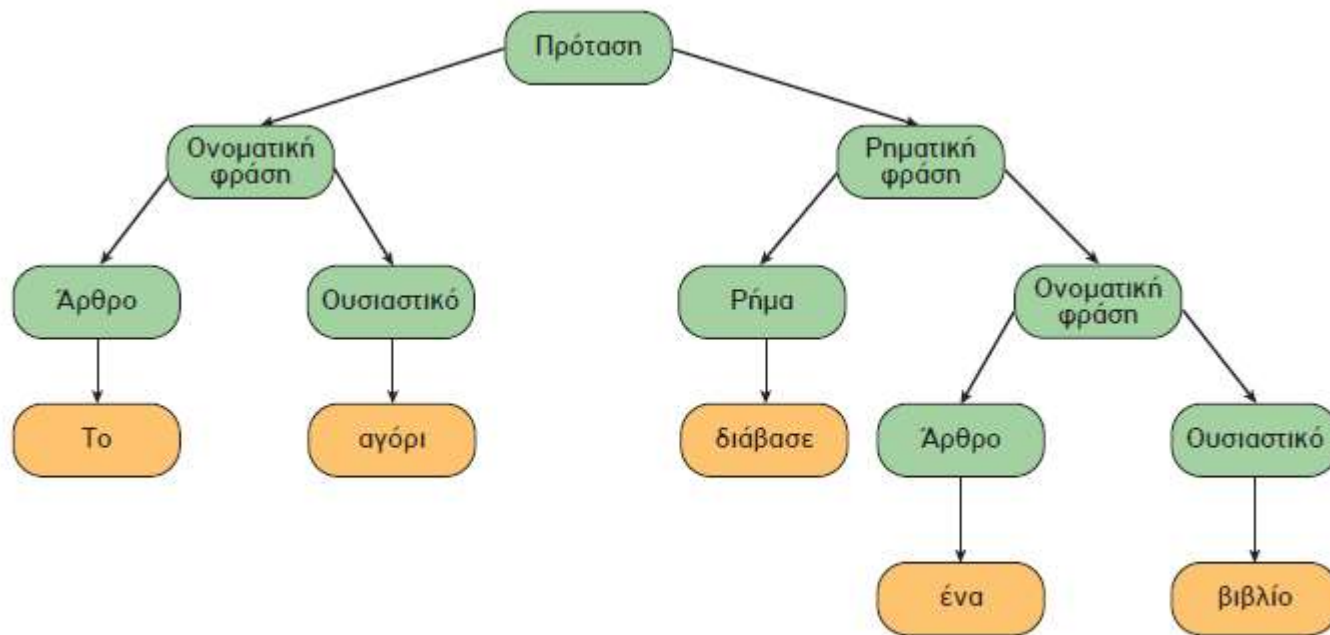 Πρόταση
Ονοματική
φράση
Ρηματική
φράση
Άρθρο
Ουσιαστικό
Ρήμα
Ονοματική
φράση
Το
αγόρι
διάβασε
Άρθρο
Ουσιαστικό
ένα
βιβλίο